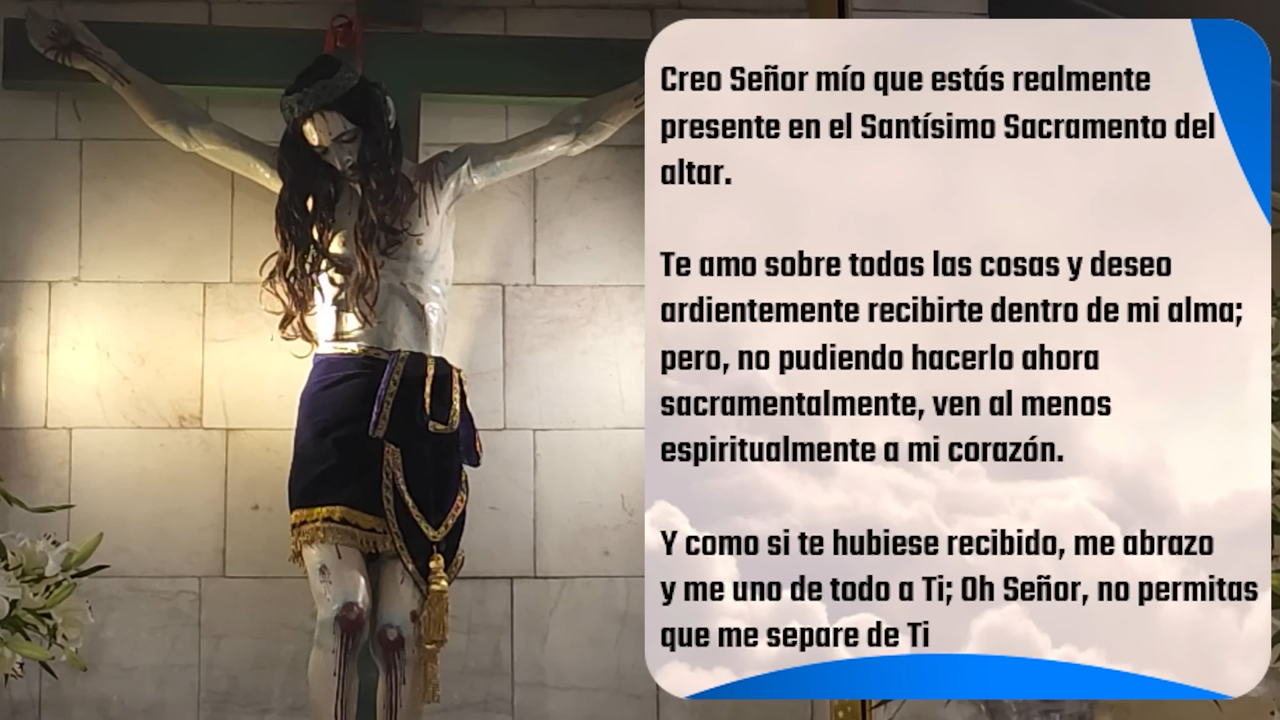 Creo Señor mío que estás realmente
presente en el Santísimo Sacramento del
altar.
Te amo sobre todas las cosas y deseo
ardientemente recibirte dentro de mi alma;
pero, no pudiendo hacerlo ahora
sacramentalmente, ven al menos
espiritualmente a mi corazón.
Y como si te hubiese recibido, me abrazo
y me uno de todo a Ti; Oh Señor, no permitas
que me separe de Ti